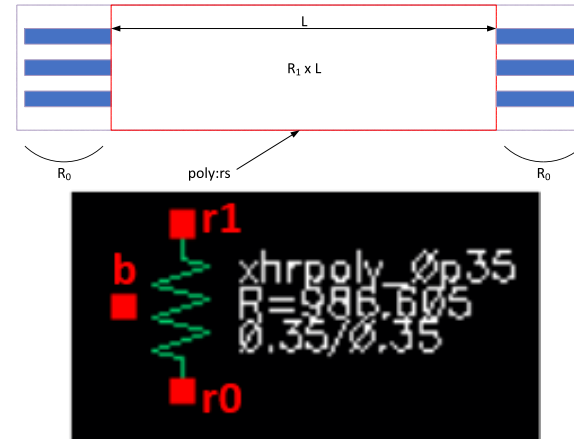 L
R₁ x L
R₀
poly:rs
R₀
r1
b
xhrpoly_0p35
R=986.605
0.35/0.35
r0